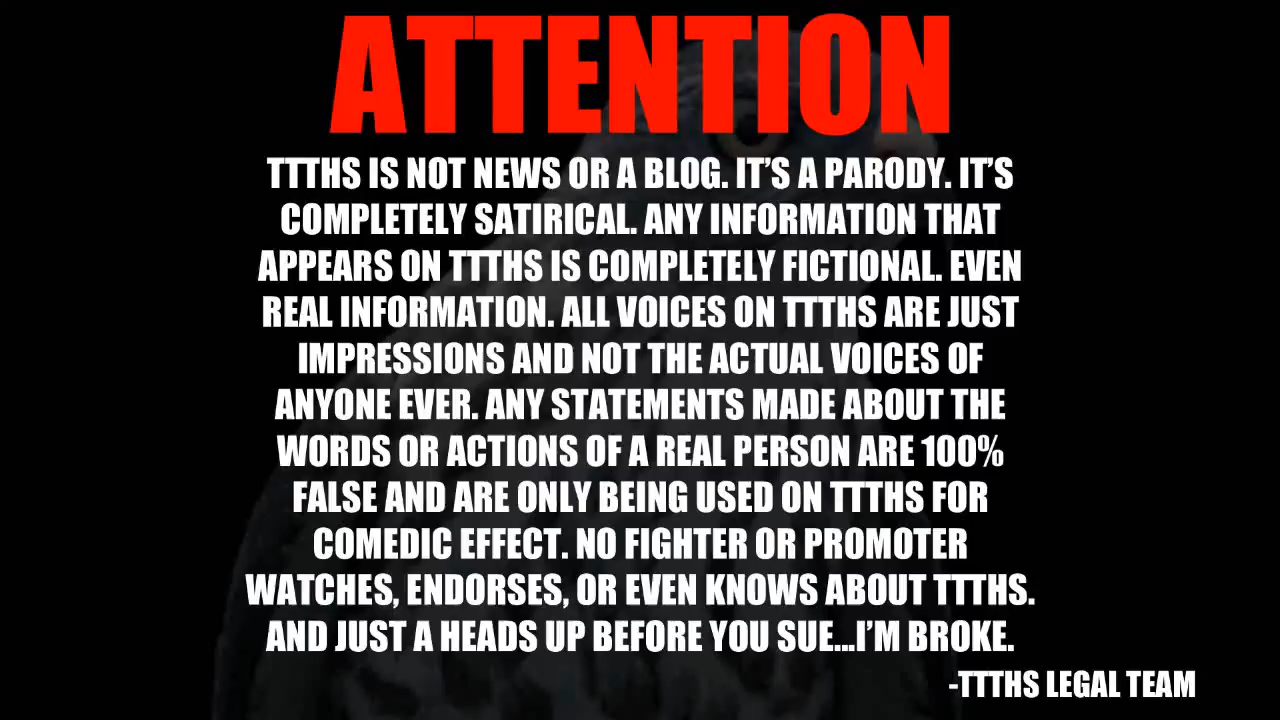 ATTENTION
TTTHS IS NOT NEWS OR A BLOG. IT'S A PARODY. IT'S
COMPLETELY SATIRICAL. ANY INFORMATION THAT
APPEARS ON TTTHS IS COMPLETELY FICTIONAL. EVEN
REAL INFORMATION. ALL VOICES ON TTTHS ARE JUST
IMPRESSIONS AND NOT THE ACTUAL VOICES OF
ANYONE EVER. ANY STATEMENTS MADE ABOUT THE
WORDS OR ACTIONS OF A REAL PERSON ARE 100%
FALSE AND ARE ONLY BEING USED ON TTTHS FOR
COMEDIC EFFECT. NO FIGHTER OR PROMOTER
WATCHES, ENDORSES, OR EVEN KNOWS ABOUT TTTHS.
AND JUST A HEADS UP BEFORE YOU SUE...I'M BROKE.
-TTTHS LEGAL TEAM